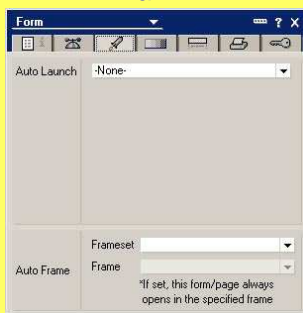 Form ? X
Auto Launch -None-
Frameset
Auto Frame Frame
*If set, this form/page always
opens in the specified frame